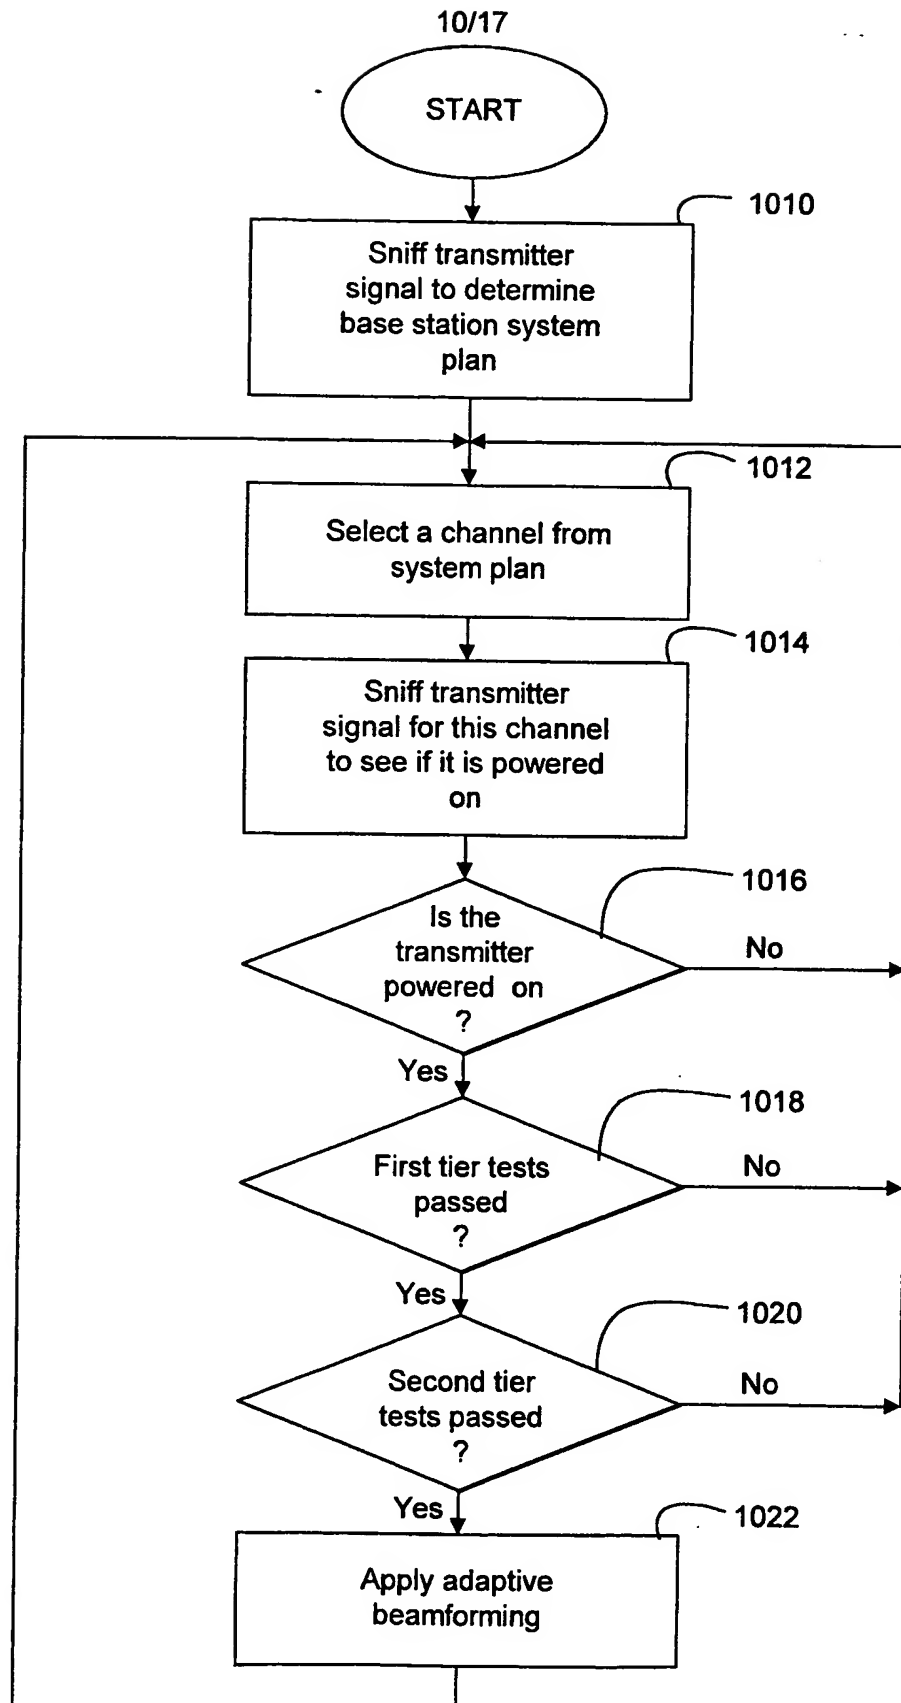 10/17
START
1010
Sniff transmitter
signal to determine
base station system
plan
1012
Select a channel from
system plan
1014
Sniff transmitter
signal for this channel
to see if it is powered
on
1016
Is the
transmitter
powered on
?
No
Yes
1018
First tier tests
passed
?
No
Yes
1020
Second tier
tests passed
?
No
Yes
1022
Apply adaptive
beamforming